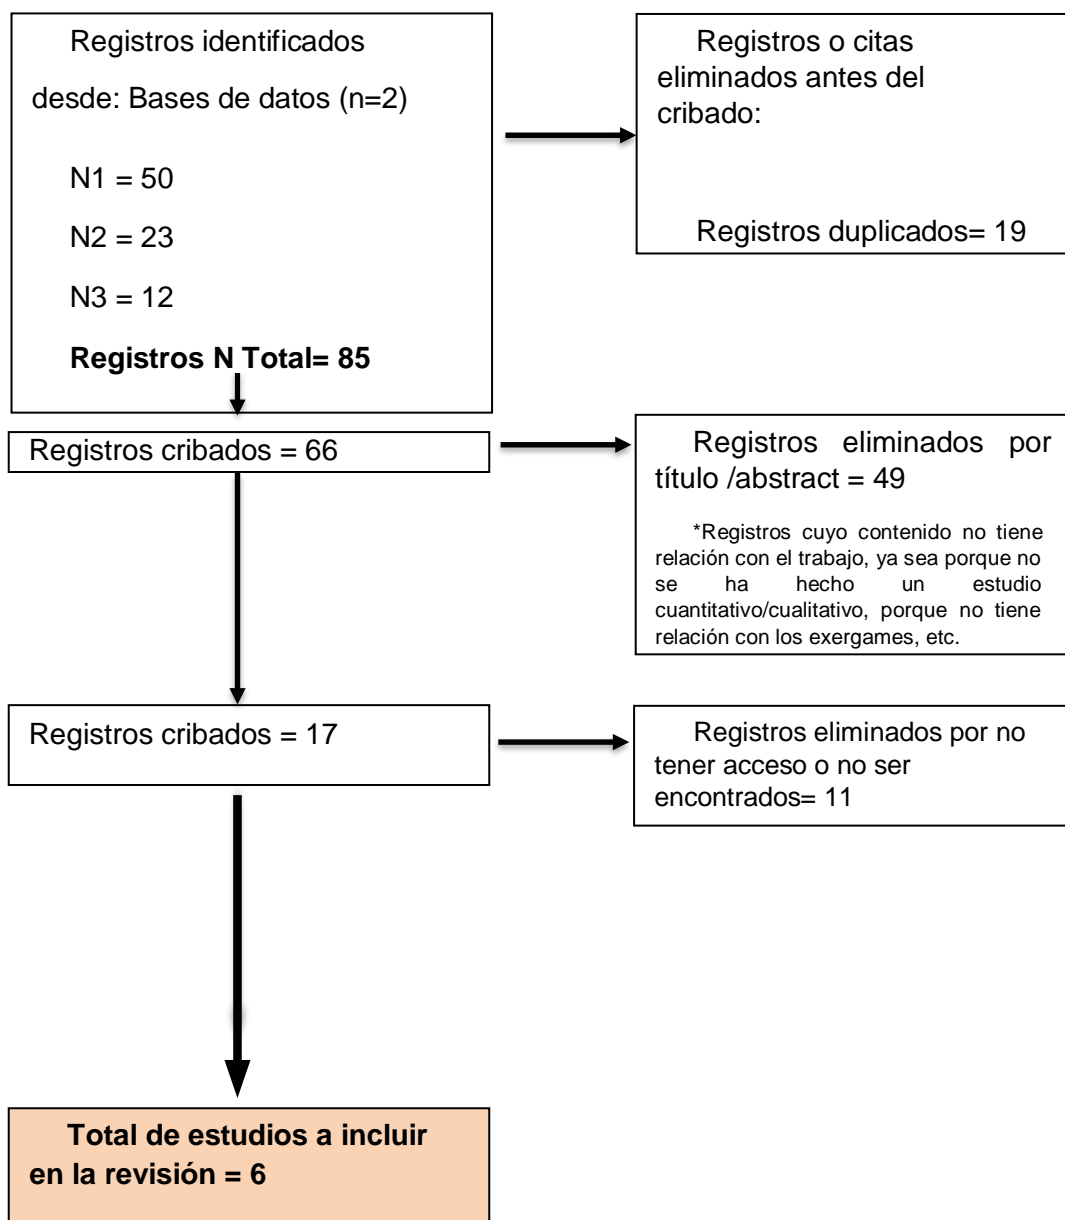 Registros identificados
desde: Bases de datos (n=2)
N1 = 50
N2 = 23
N3 = 12
Registros N Total= 85
Registros o citas
eliminados antes del
cribado:
Registros duplicados= 19
Registros cribados = 66
Registros eliminados por
título /abstract = 49
*Registros cuyo contenido no tiene
relación con el trabajo, ya sea porque no
se ha hecho un estudio
cuantitativo/cualitativo, porque no tiene
relación con los exergames, etc.
Registros cribados = 17
Registros eliminados por no
tener acceso o no ser
encontrados= 11
Total de estudios a incluir
en la revisión = 6